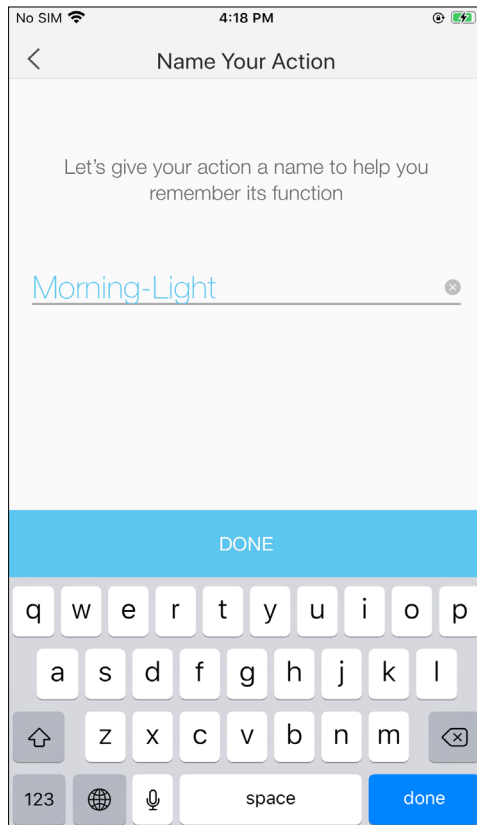 No SIM 4:18 PM
Name Your Action
Let's give your action a name to help you
remember its function
Morning-Light
DONE
q w e r t y u i o p
a s d f g h j k l
z x c v b n m
123 space done